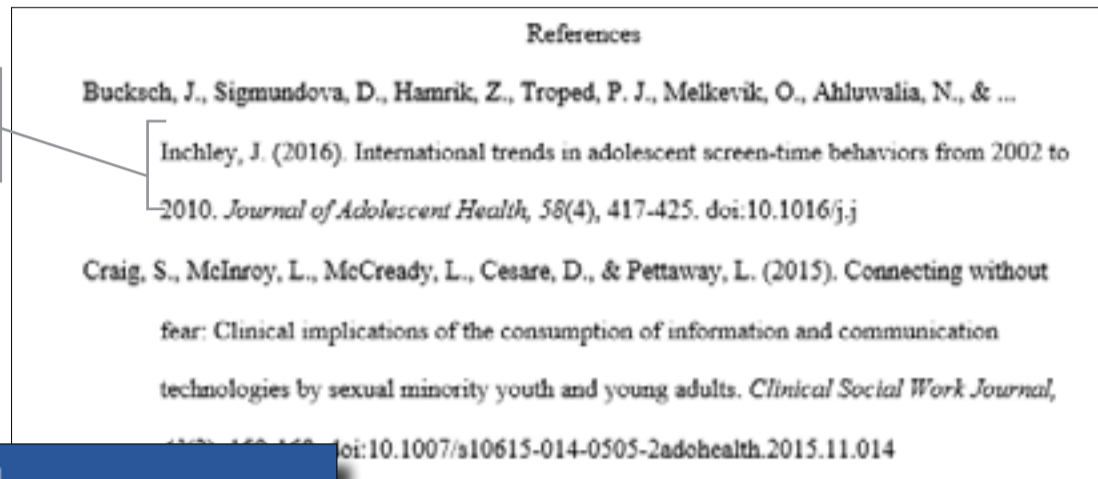 References
Bucksch, J., Sigmundova, D., Hamrik, Z., Troped, P. J., Melkevik, O., Ahluwalia, N., & ...
Inchley, J. (2016). International trends in adolescent screen-time behaviors from 2002 to
2010. Journal of Adolescent Health, 58(4), 417-425. doi:10.1016/j.j
Craig, S., McInroy, L., McCready, L., Cesare, D., & Pettaway, L. (2015). Connecting without
fear: Clinical implications of the consumption of information and communication
technologies by sexual minority youth and young adults. Clinical Social Work Journal,
doi:10.1007/s10615-014-0505-2adohealth.2015.11.014